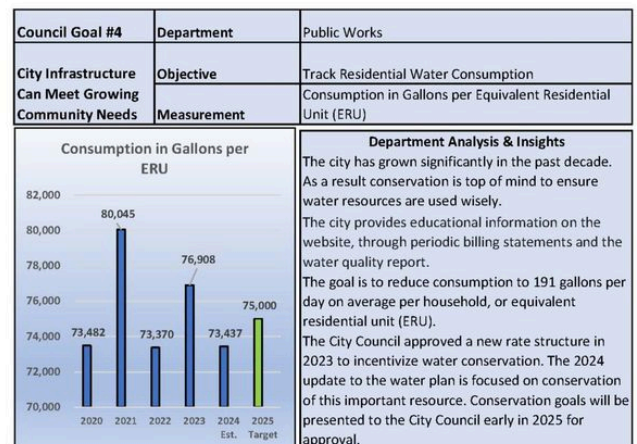 Council Goal #4
Department
Public Works
City Infrastructure
Can Meet Growing
Community Needs
Objective
Track Residential Water Consumption
Measurement
Consumption in Gallons per Equivalent Residential
Unit (ERU)
Consumption in Gallons per
ERU
82,000
80,000
78,000
76,000
74,000
72,000
70,000
73,482
80,045
73,370
76,908
73,437
75,000
2020
2021
2022
2023
2024
Est.
2025
Target
Department Analysis & Insights
The city has grown significantly in the past decade.
As a result conservation is top of mind to ensure
water resources are used wisely.
The city provides educational information on the
website, through periodic billing statements and the
water quality report.
The goal is to reduce consumption to 191 gallons per
day on average per household, or equivalent
residential unit (ERU).
The City Council approved a new rate structure in
2023 to incentivize water conservation. The 2024
update to the water plan is focused on conservation
of this important resource. Conservation goals will be
presented to the City Council early in 2025 for
approval.